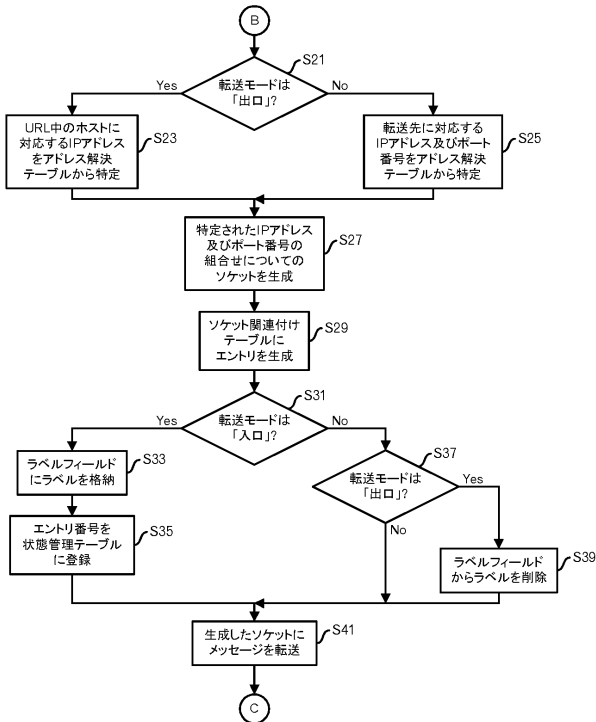 B
S21
転送モードは
「出口」?
Yes
No
URL中のホストに
対応するIPアドレス
をアドレス解決
テーブルから特定
S23
転送先に対応する
IPアドレス及びポート
番号をアドレス解決
テーブルから特定
S25
特定されたIPアドレス
及びポート番号の
組合せについての
ソケットを生成
S27
ソケット関連付け
テーブルに
エントリを生成
S29
S31
転送モードは
「入口」?
Yes
No
ラベルフィールド
にラベルを格納
S33
エントリ番号を
状態管理テーブル
に登録
S35
S37
転送モードは
「出口」?
Yes
No
ラベルフィールド
からラベルを削除
S39
生成したソケットに
メッセージを転送
S41
C